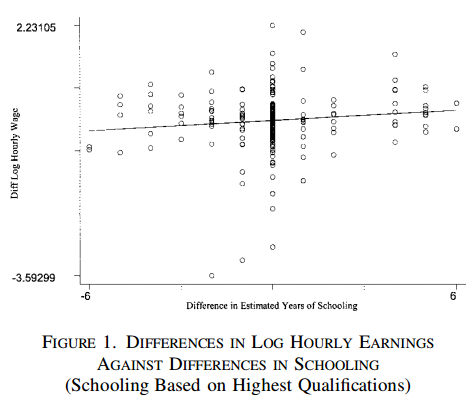 2.23105
Diff Log Hourly Wage
-3.59299
-6
6
Difference in Estimated Years of Schooling
FIGURE 1. DIFFERENCES IN LOG HOURLY EARNINGS
AGAINST DIFFERENCES IN SCHOOLING
(Schooling Based on Highest Qualifications)